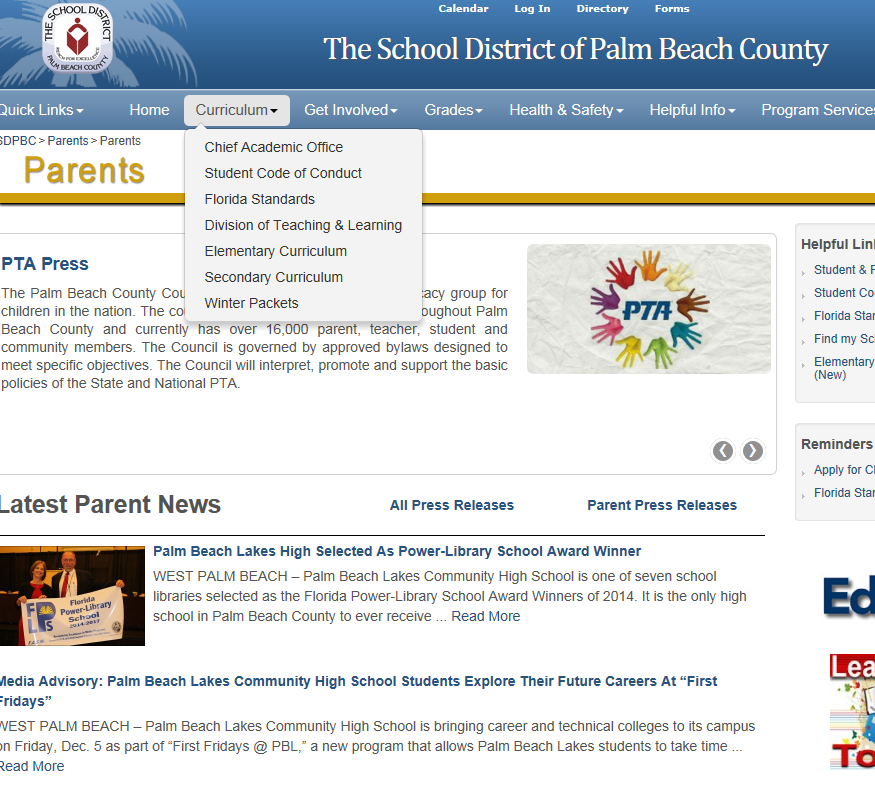 Calendar Log In Directory Forms
THE SCHOOL DISTRICT
PALM BEACH COUNTY
The School District of Palm Beach County
Quick Links Home Curriculum Get Involved Grades Health & Safety Helpful Info Program Services
SDPBC > Parents > Parents
Parents
Chief Academic Office
Student Code of Conduct
Florida Standards
Division of Teaching & Learning
Elementary Curriculum
Secondary Curriculum
Winter Packets
PTA Press
The Palm Beach County Cou cacy group for
children in the nation. The cou oughout Palm
Beach County and currently has over 16,000 parent, teacher, student and
community members. The Council is governed by approved bylaws designed to
meet specific objectives. The Council will interpret, promote and support the basic
policies of the State and National PTA.
PTA
Helpful Lin
Student & F
Student Co
Florida Star
Find my Sc
Elementary
(New)
Reminders
Apply for C
Florida Star
Latest Parent News All Press Releases Parent Press Releases
Palm Beach Lakes High Selected As Power-Library School Award Winner
WEST PALM BEACH – Palm Beach Lakes Community High School is one of seven school
libraries selected as the Florida Power-Library School Award Winners of 2014. It is the only high
school in Palm Beach County to ever receive ... Read More
Florida
Power-Library
School
2014-2017
Media Advisory: Palm Beach Lakes Community High School Students Explore Their Future Careers At “First
Fridays”
WEST PALM BEACH – Palm Beach Lakes Community High School is bringing career and technical colleges to its campus
on Friday, Dec. 5 as part of “First Fridays @ PBL,” a new program that allows Palm Beach Lakes students to take time ...
Read More
Ed
Lea
To